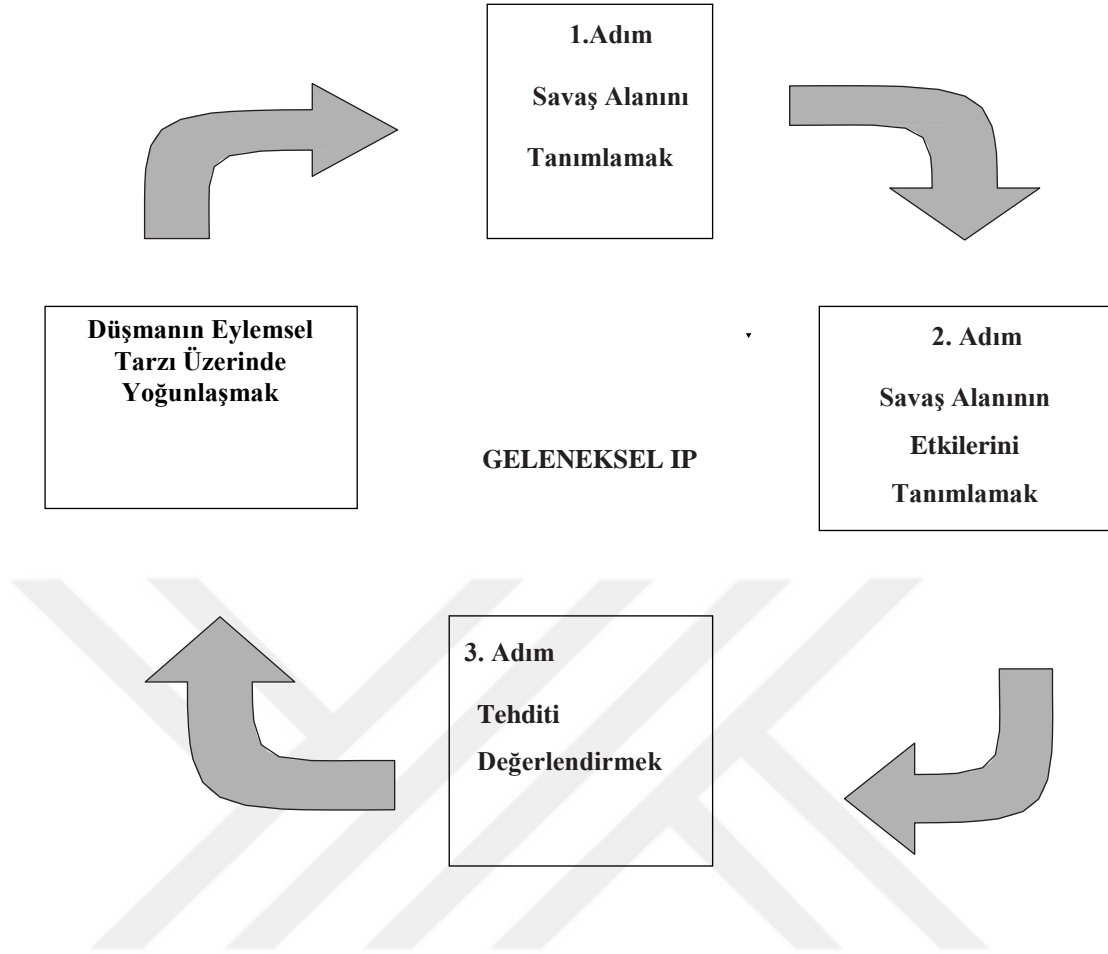 1.Adım
Savaş Alanını
Tanımlamak
Düşmanın Eylemsel
Tarzı Üzerinde
Yoğunlaşmak
2. Adım
Savaş Alanının
Etkilerini
Tanımlamak
GELENEKSEL IP
3. Adım
Tehditi
Değerlendirmek